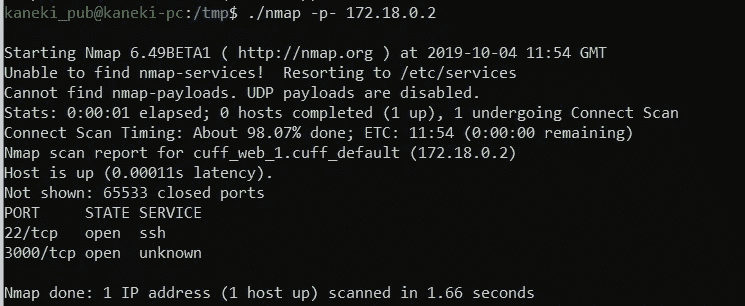 kaneki_pub@kaneki-pc:/tmp$ ./nmap -p- 172.18.0.2
Starting Nmap 6.49BETA1 ( http://nmap.org ) at 2019-10-04 11:54 GMT
Unable to find nmap-services!  Resorting to /etc/services
Cannot find nmap-payloads. UDP payloads are disabled.
Stats: 0:00:01 elapsed; 0 hosts completed (1 up), 1 undergoing Connect Scan
Connect Scan Timing: About 98.07% done; ETC: 11:54 (0:00:00 remaining)
Nmap scan report for cuff_web_1.cuff_default (172.18.0.2)
Host is up (0.00011s latency).
Not shown: 65533 closed ports
PORT     STATE SERVICE
22/tcp   open  ssh
3000/tcp open  unknown
Nmap done: 1 IP address (1 host up) scanned in 1.66 seconds